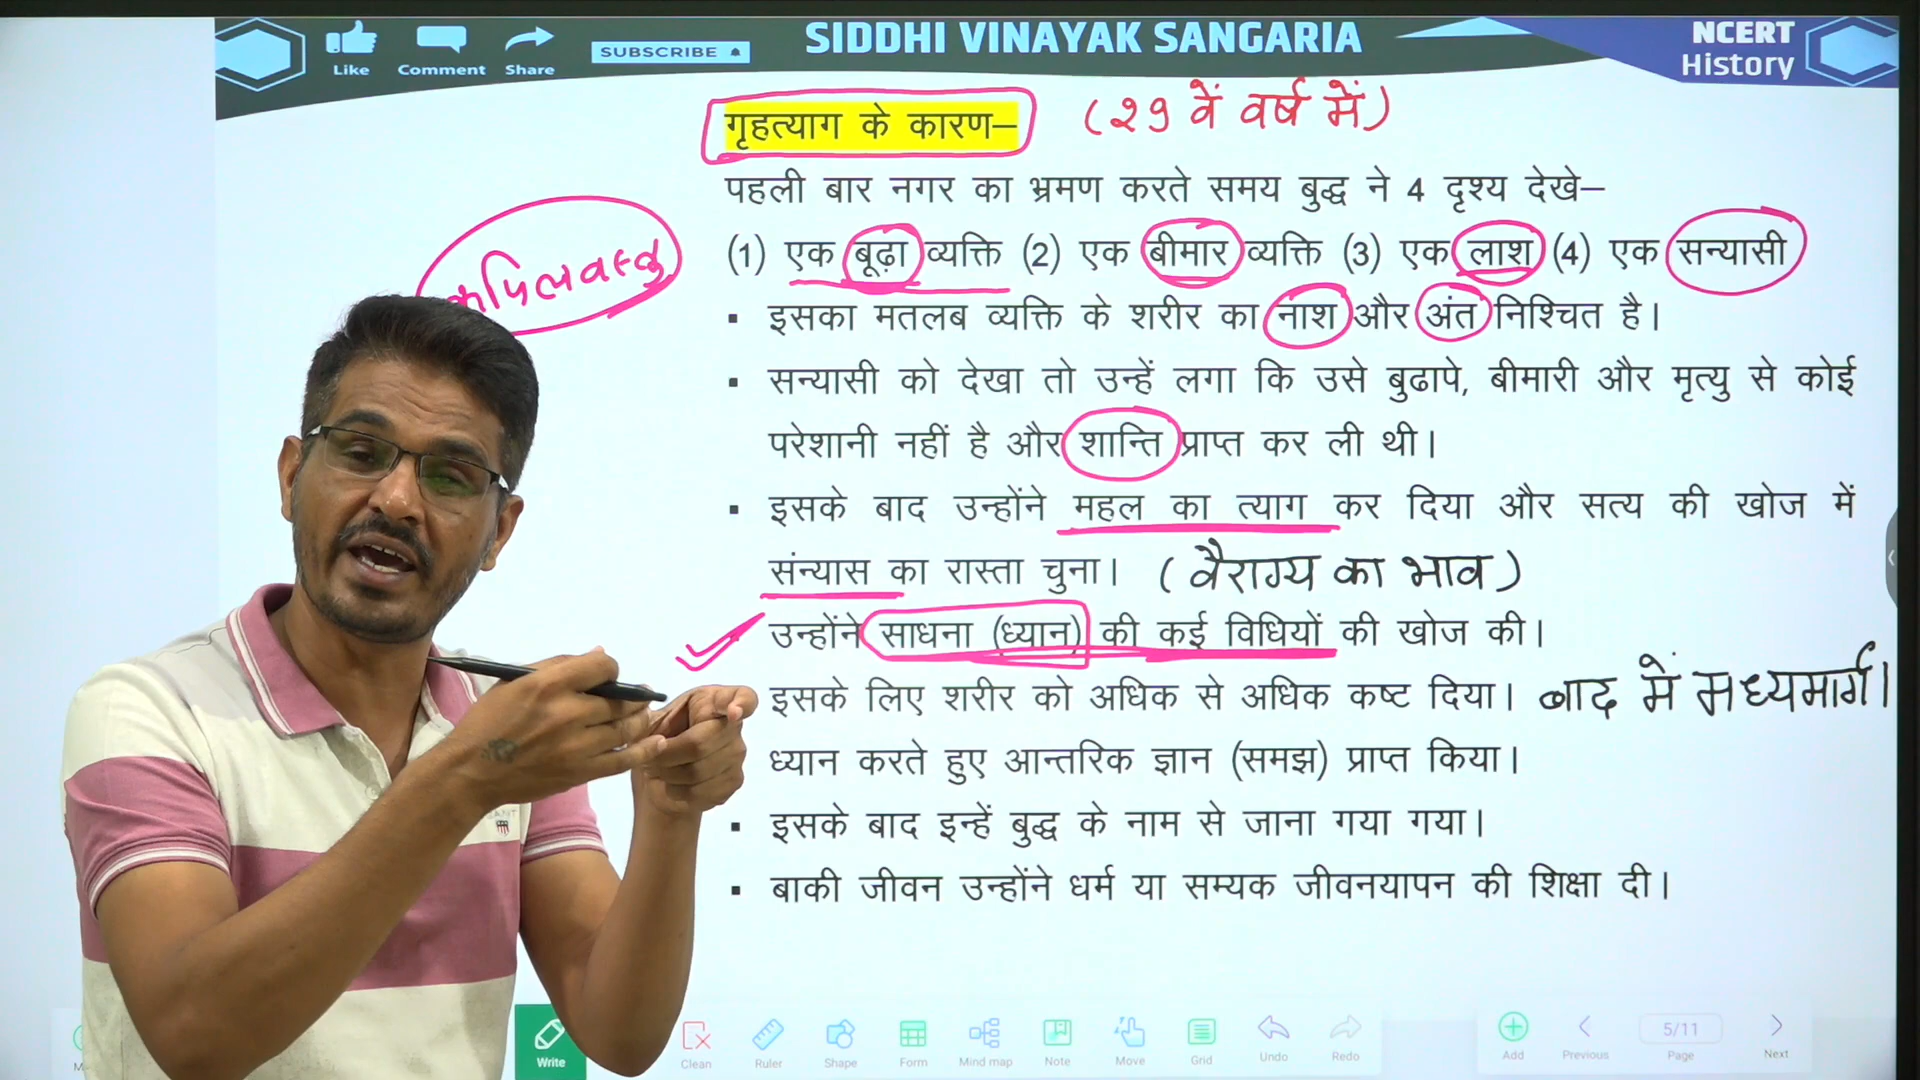 SIDDHI VINAYAK SANGARIA
NCERT
History
Like
Comment
Share
SUBSCRIBE
गृहत्याग के कारण–
(29 वें वर्ष में)
पहली बार नगर का भ्रमण करते समय बुद्ध ने 4 दृश्य देखे–
कपिलवस्तु
(1) एक बूढ़ा व्यक्ति (2) एक बीमार व्यक्ति (3) एक लाश (4) एक सन्यासी
▪ इसका मतलब व्यक्ति के शरीर का नाश और अंत निश्चित है।
▪ सन्यासी को देखा तो उन्हें लगा कि उसे बुढापे, बीमारी और मृत्यु से कोई
परेशानी नहीं है और शान्ति प्राप्त कर ली थी।
▪ इसके बाद उन्होंने महल का त्याग कर दिया और सत्य की खोज में
संन्यास का रास्ता चुना। (वैराग्य का भाव)
उन्होंने साधना (ध्यान) की कई विधियों की खोज की।
इसके लिए शरीर को अधिक से अधिक कष्ट दिया। बाद में मध्यमार्ग।
ध्यान करते हुए आन्तरिक ज्ञान (समझ) प्राप्त किया।
▪ इसके बाद इन्हें बुद्ध के नाम से जाना गया गया।
▪ बाकी जीवन उन्होंने धर्म या सम्यक जीवनयापन की शिक्षा दी।
Write
Clean
Ruler
Shape
Form
Mind map
Note
Move
Grid
Undo
Redo
Add
Previous
5/11
Page
Next